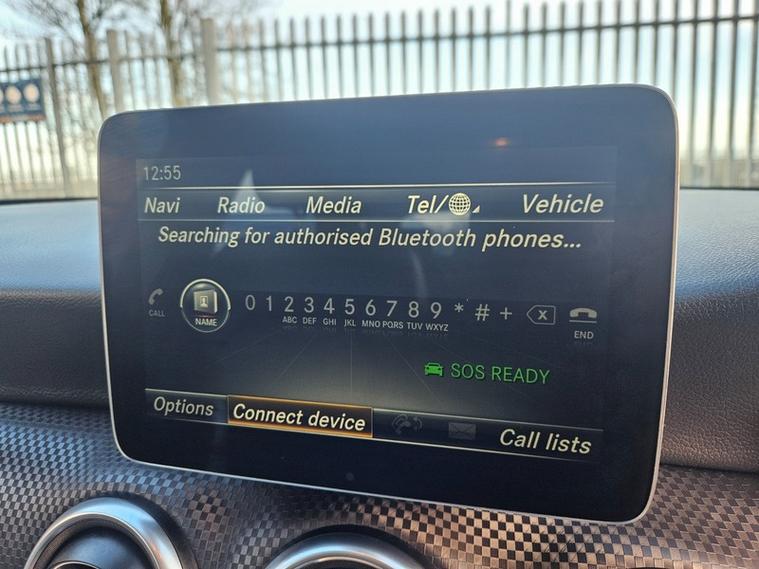 12:55
Navi Radio Media Tel/ Vehicle
Searching for authorised Bluetooth phones...
CALL NAME 0 1 2 ABC 3 DEF 4 GHI 5 JKL 6 MNO 7 PQRS 8 TUV 9 WXYZ * # + END
SOS READY
Options Connect device Call lists